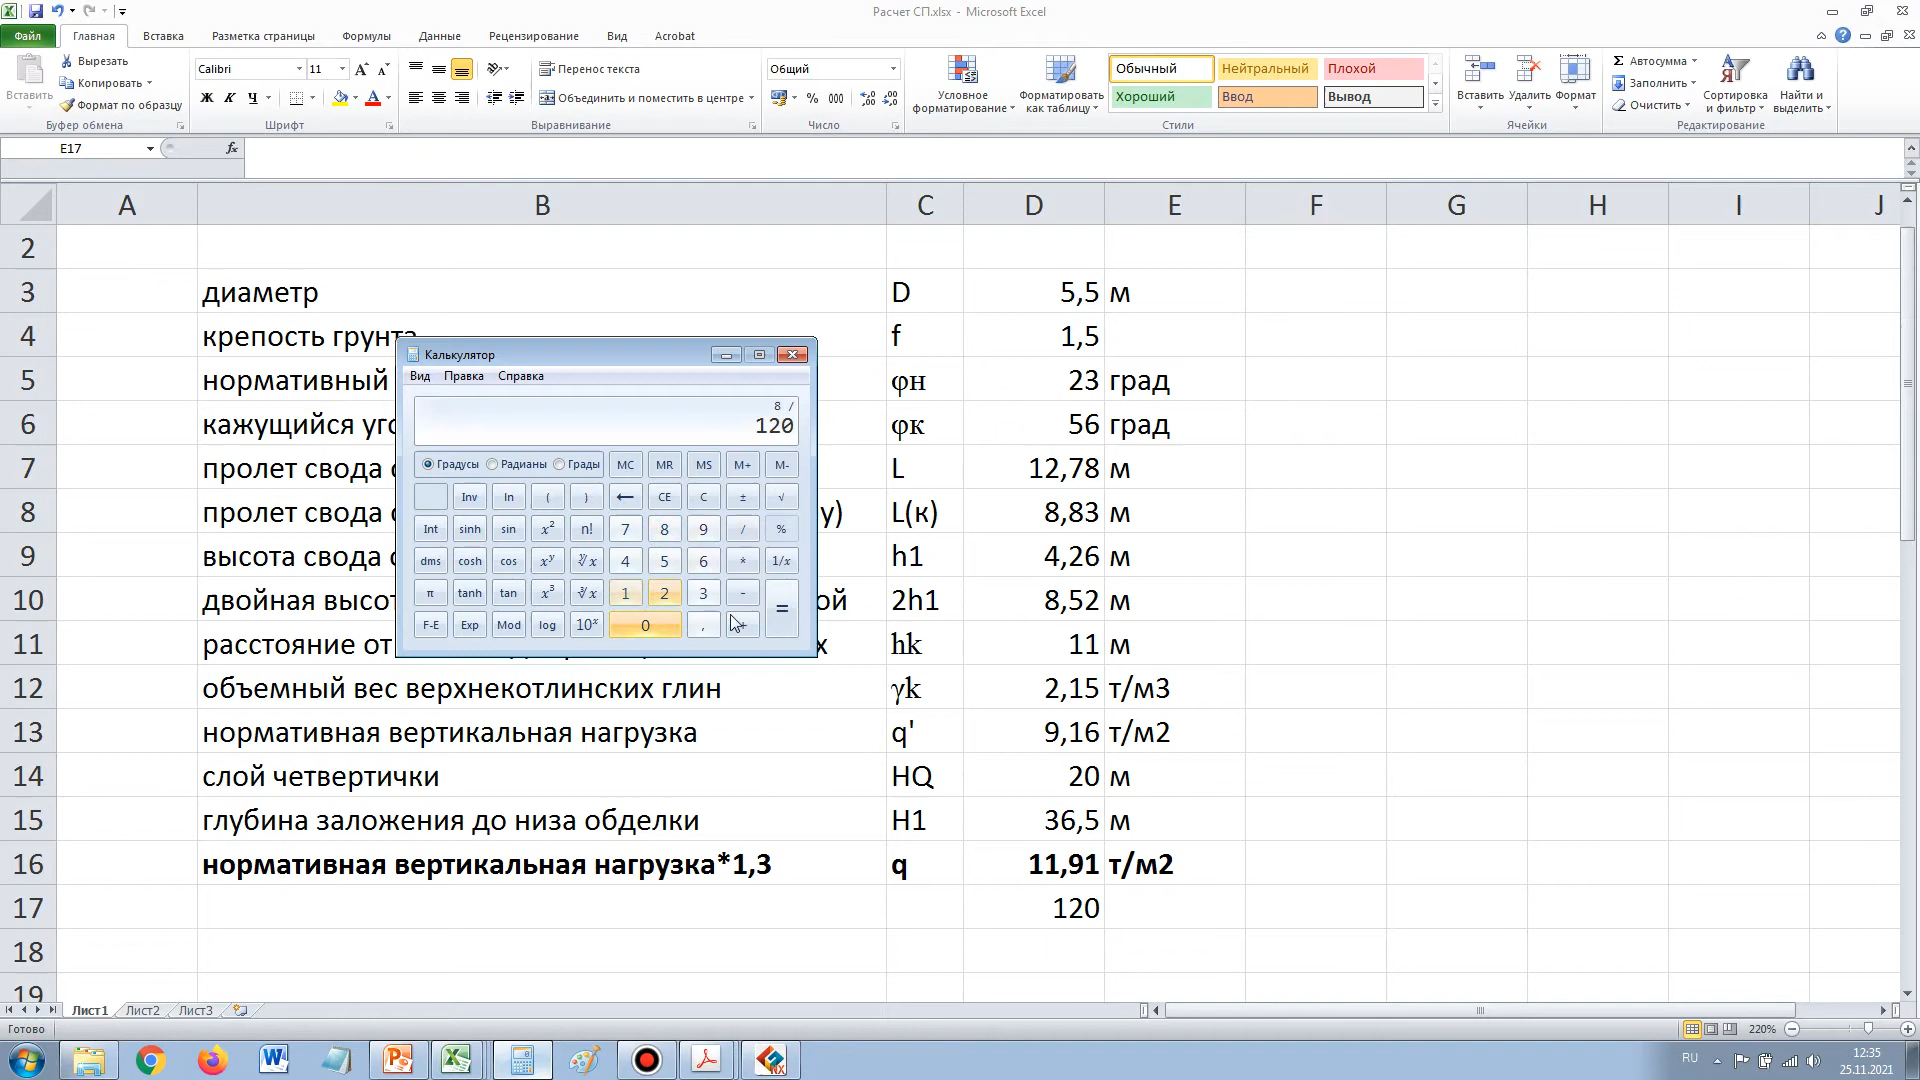 Расчет СП.xlsx - Microsoft Excel
Файл Главная Вставка Разметка страницы Формулы Данные Рецензирование Вид Acrobat
Вставить
Вырезать
Копировать
Формат по образцу
Буфер обмена
Calibri 11
Ж К Ч
Шрифт
Перенос текста
Объединить и поместить в центре
Выравнивание
Общий
% 000
Число
Условное форматирование
Форматировать как таблицу
Обычный Нейтральный Плохой
Хороший Ввод Вывод
Стили
Вставить Удалить Формат
Ячейки
Σ Автосумма
Заполнить
Очистить
Сортировка и фильтр
Найти и выделить
Редактирование
E17 fx
A B C D E F G H I J
2
3 диаметр D 5,5 м
4 крепость грунта f 1,5
5 нормативный φн 23 град
6 кажущийся φк 56 град
7 пролет свода L 12,78 м
8 пролет свода у) L(к) 8,83 м
9 высота свода h1 4,26 м
10 двойная ой 2h1 8,52 м
11 расстояние от х hk 11 м
12 объемный вес верхнекотлинских глин γk 2,15 т/м3
13 нормативная вертикальная нагрузка q' 9,16 т/м2
14 слой четвертички HQ 20 м
15 глубина заложения до низа обделки H1 36,5 м
16 нормативная вертикальная нагрузка*1,3 q 11,91 т/м2
17 120
18
19
Калькулятор
Вид Правка Справка
8 /
120
Градусы Радианы Грады MC MR MS M+ M-
Inv ln ( ) ← CE C ± √
Int sinh sin x² n! 7 8 9 / %
dms cosh cos xʸ ʸ√x 4 5 6 * 1/x
π tanh tan x³ ³√x 1 2 3 - =
F-E Exp Mod log 10ˣ 0 , +
Лист1 Лист2 Лист3
Готово 220%
RU 12:35
25.11.2021